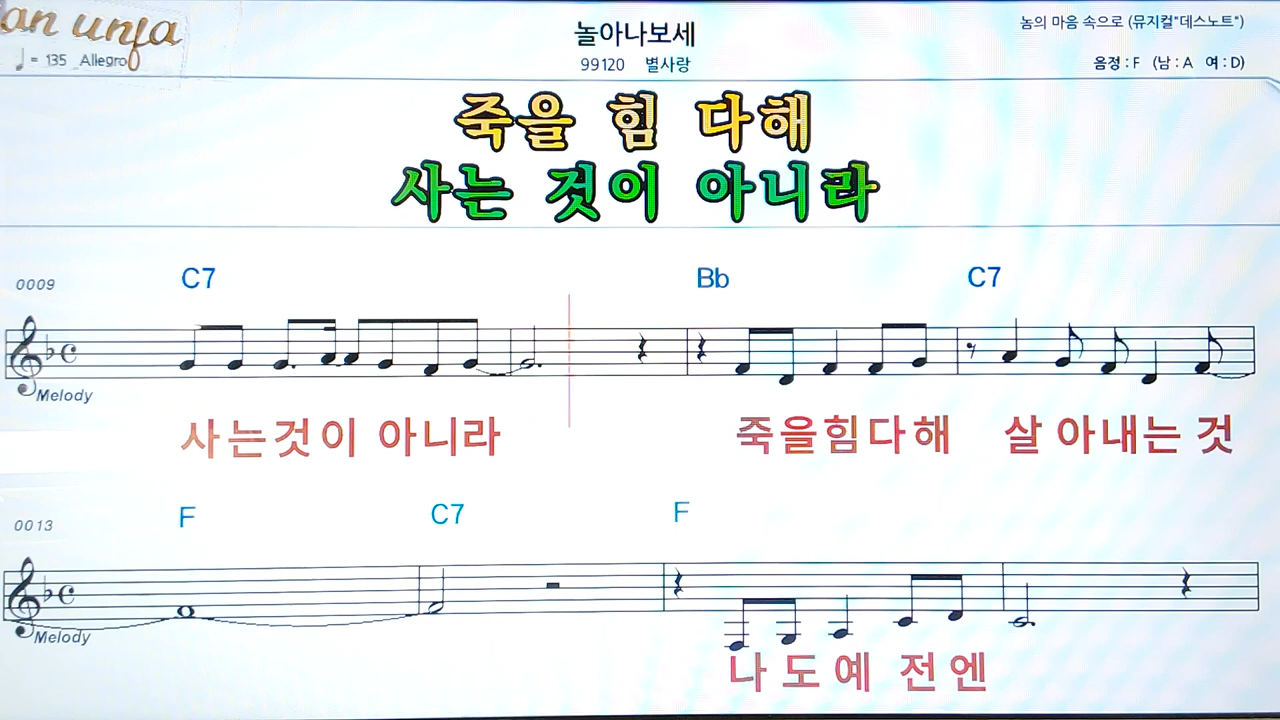 an unja
= 135 Allegro
놀아나보세
99120 별사랑
놈의 마음 속으로 (뮤지컬"데스노트")
음정 : F (남 : A 여 : D)
죽을 힘 다해
사는 것이 아니라
0009
C7 Bb C7
Melody
사는것이 아니라 죽을힘다해 살 아내는 것
0013
F C7 F
Melody
나 도 예 전 엔